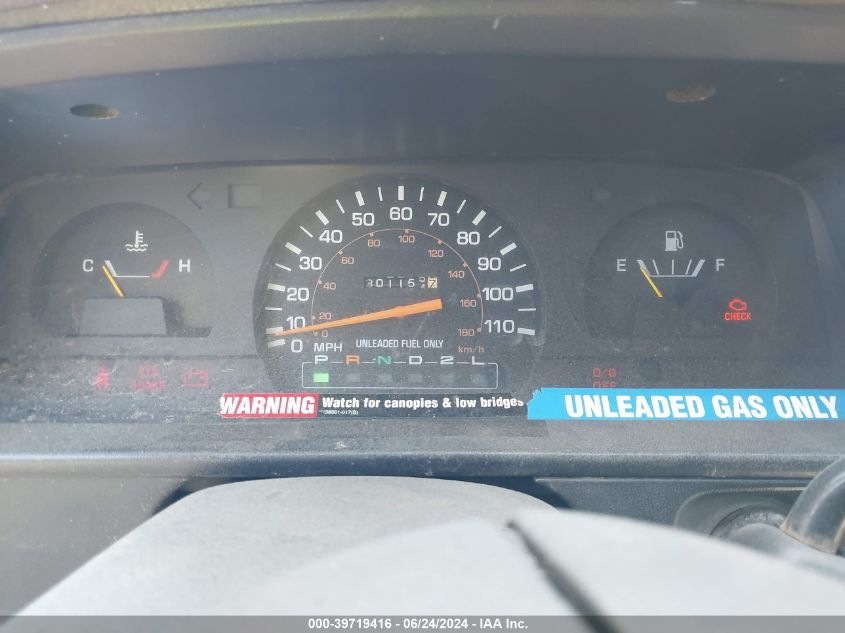 50 60 70
40 80
30 90
20 100
10 110
0 MPH
20 40 60 80 100 120 140 160 180
km/h
C H
E F
CHECK
UNLEADED FUEL ONLY
P R N D 2 L
O/D
OFF
WARNING Watch for canopies & low bridges
UNLEADED GAS ONLY
000-39719416 - 06/24/2024 - IAA Inc.